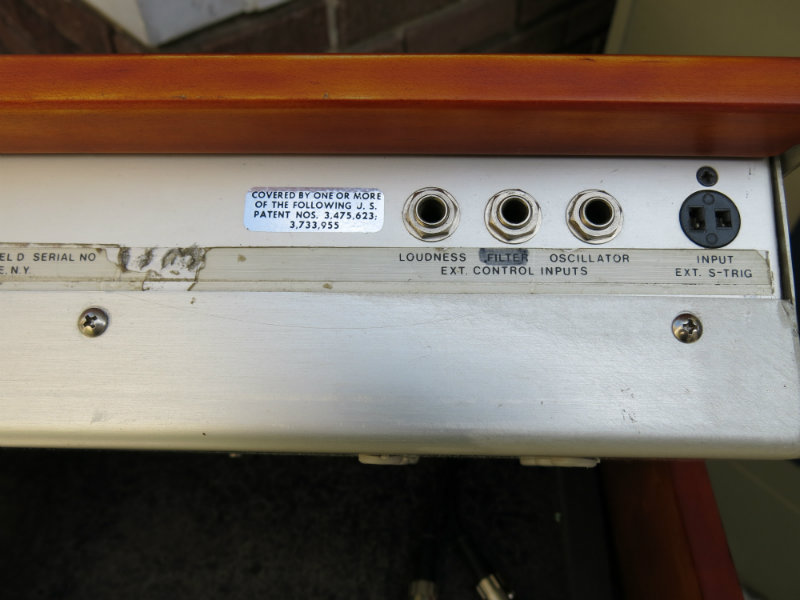 COVERED BY ONE OR MORE
OF THE FOLLOWING U. S.
PATENT NOS. 3,475,623;
3,733,955
EL D SERIAL NO
E, N.Y.
LOUDNESS FILTER OSCILLATOR
EXT. CONTROL INPUTS
INPUT
EXT. S-TRIG